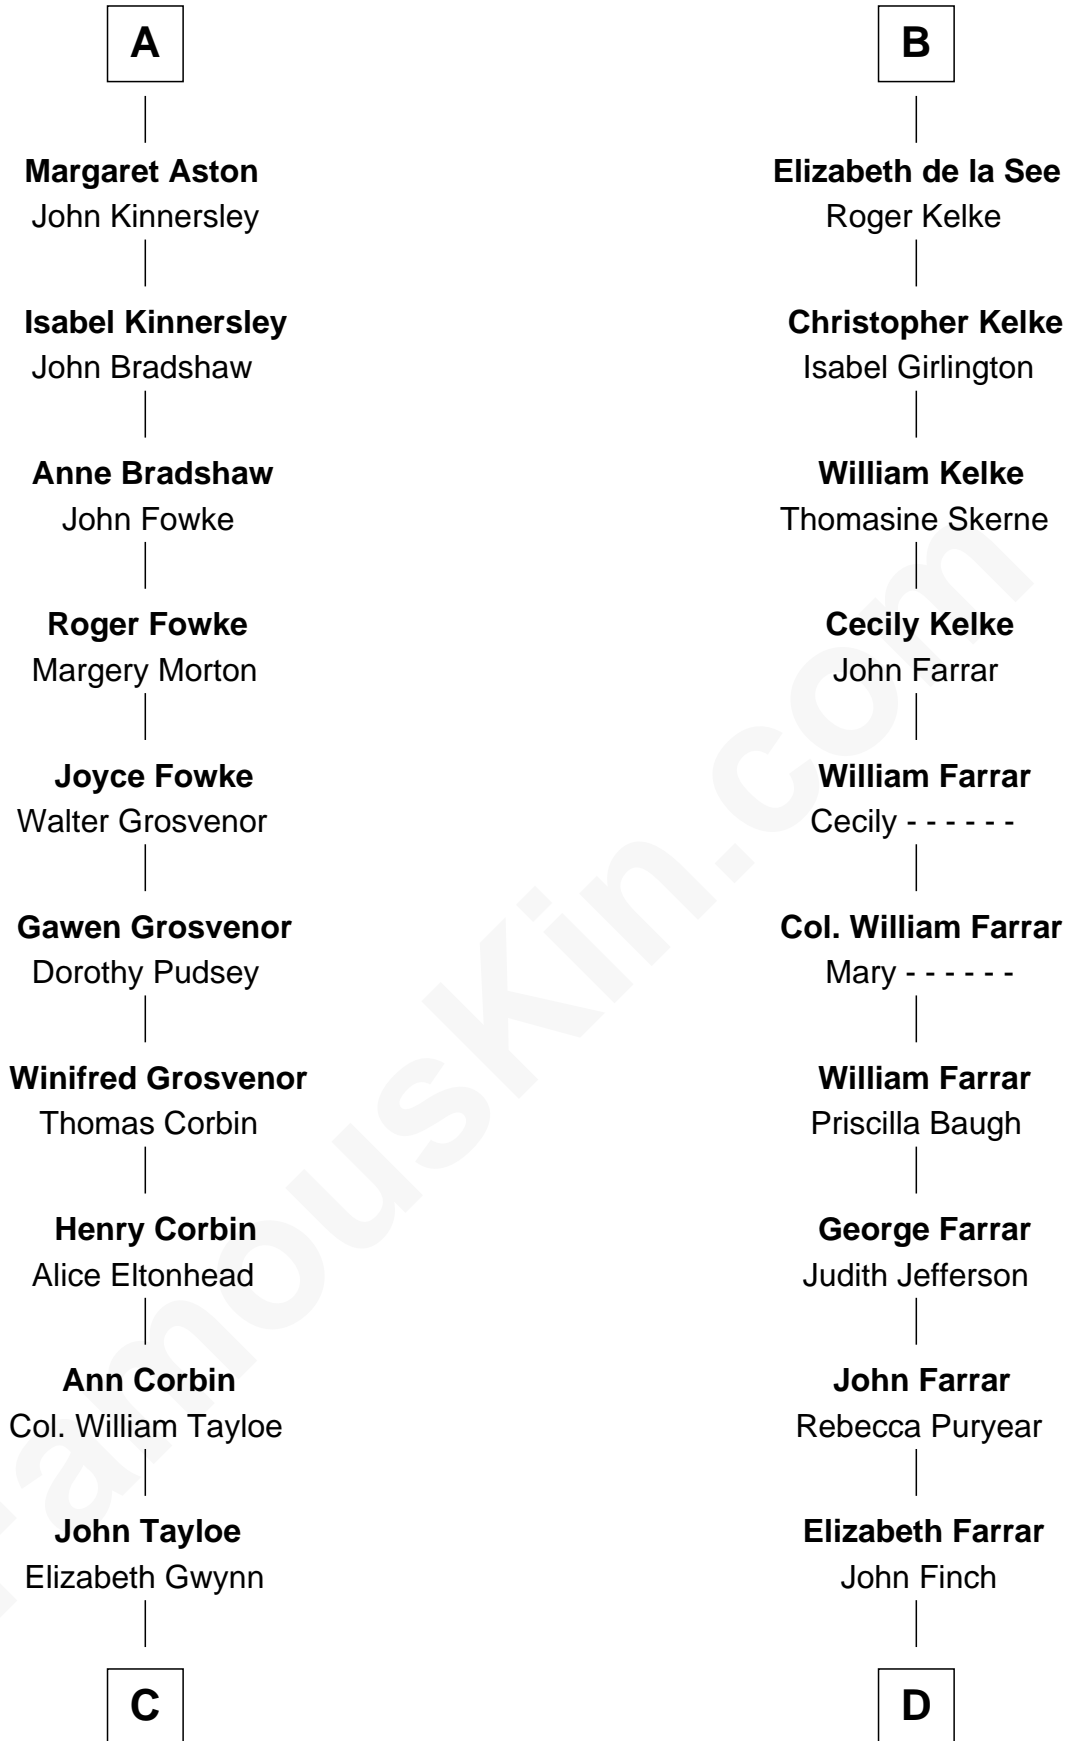 A
Margaret Aston
John Kinnersley
Isabel Kinnersley
John Bradshaw
Anne Bradshaw
John Fowke
Roger Fowke
Margery Morton
Joyce Fowke
Walter Grosvenor
Gawen Grosvenor
Dorothy Pudsey
Winifred Grosvenor
Thomas Corbin
Henry Corbin
Alice Eltonhead
Ann Corbin
Col. William Tayloe
John Tayloe
Elizabeth Gwynn
C
B
Elizabeth de la See
Roger Kelke
Christopher Kelke
Isabel Girlington
William Kelke
Thomasine Skerne
Cecily Kelke
John Farrar
William Farrar
Cecily - - - - - -
Col. William Farrar
Mary - - - - - -
William Farrar
Priscilla Baugh
George Farrar
Judith Jefferson
John Farrar
Rebecca Puryear
Elizabeth Farrar
John Finch
D
FamousKin.com